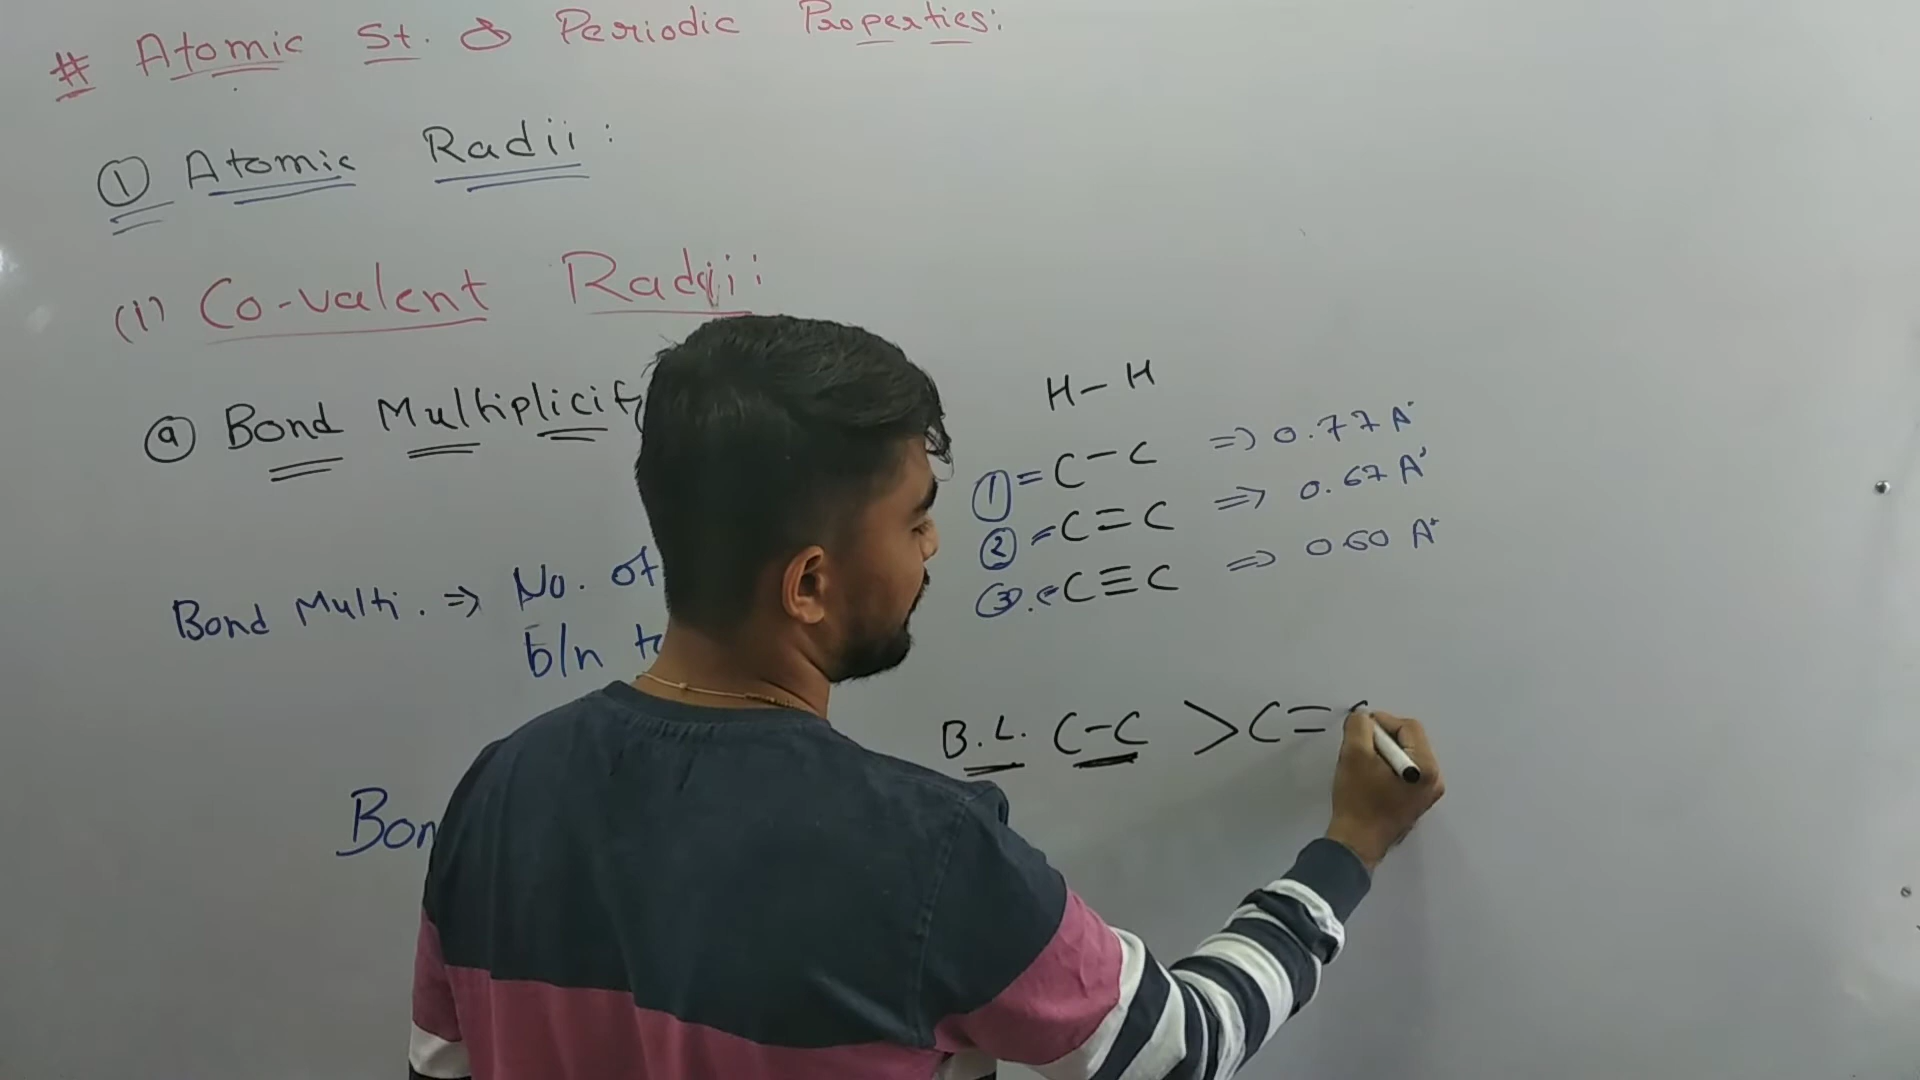 # Atomic St. & Periodic Properties:
① Atomic Radii:
(1) Co-valent Radii:
ⓐ Bond Multiplicity
H-H
① = C-C ⇒ 0.77 A°
② = C=C ⇒ 0.67 A°
③ = C≡C ⇒ 0.60 A°
Bond Multi. ⇒ No. of
b/n
B.L. C-C > C=C